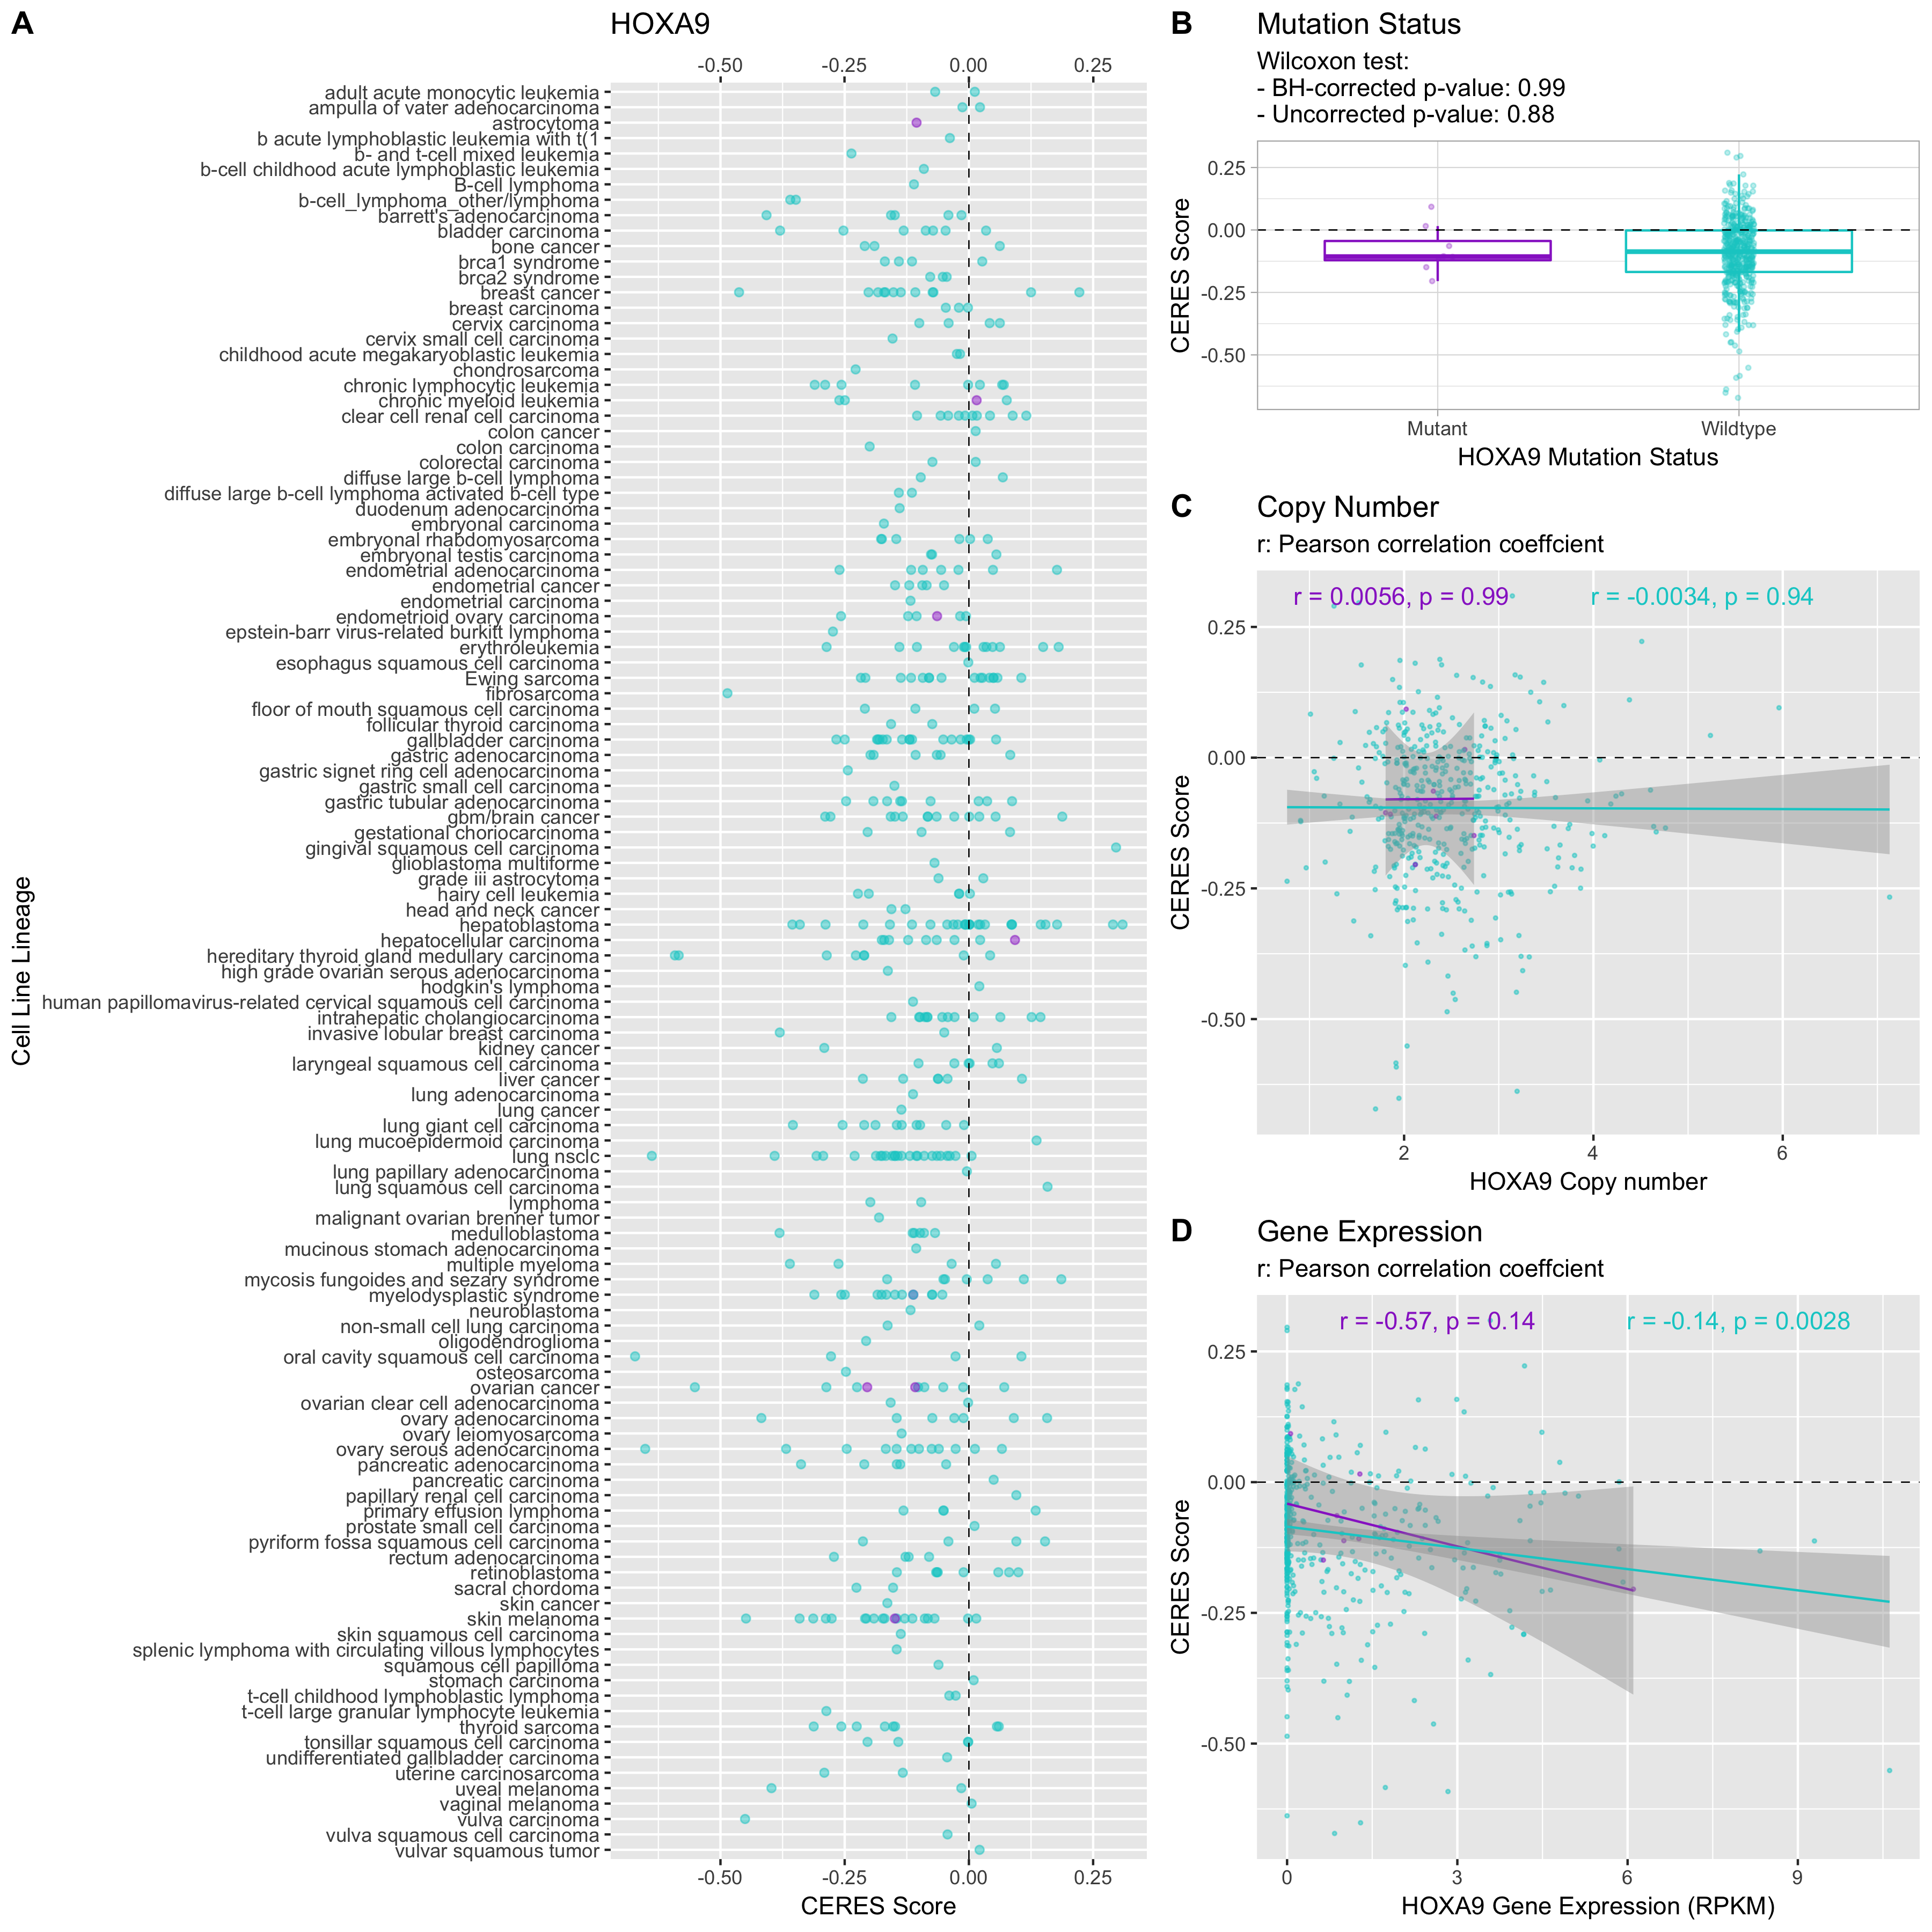 A
HOXA9
-0.50 -0.25 0.00 0.25
adult acute monocytic leukemia
ampulla of vater adenocarcinoma
astrocytoma
b acute lymphoblastic leukemia with t(1
b- and t-cell mixed leukemia
b-cell childhood acute lymphoblastic leukemia
B-cell lymphoma
b-cell_lymphoma_other/lymphoma
barrett's adenocarcinoma
bladder carcinoma
bone cancer
brca1 syndrome
brca2 syndrome
breast cancer
breast carcinoma
cervix carcinoma
cervix small cell carcinoma
childhood acute megakaryoblastic leukemia
chondrosarcoma
chronic lymphocytic leukemia
chronic myeloid leukemia
clear cell renal cell carcinoma
colon cancer
colon carcinoma
colorectal carcinoma
diffuse large b-cell lymphoma
diffuse large b-cell lymphoma activated b-cell type
duodenum adenocarcinoma
embryonal carcinoma
embryonal rhabdomyosarcoma
embryonal testis carcinoma
endometrial adenocarcinoma
endometrial cancer
endometrial carcinoma
endometrioid ovary carcinoma
epstein-barr virus-related burkitt lymphoma
erythroleukemia
esophagus squamous cell carcinoma
Ewing sarcoma
fibrosarcoma
floor of mouth squamous cell carcinoma
follicular thyroid carcinoma
gallbladder carcinoma
gastric adenocarcinoma
gastric signet ring cell adenocarcinoma
gastric small cell carcinoma
gastric tubular adenocarcinoma
gbm/brain cancer
gestational choriocarcinoma
gingival squamous cell carcinoma
glioblastoma multiforme
grade iii astrocytoma
hairy cell leukemia
head and neck cancer
hepatoblastoma
hepatocellular carcinoma
hereditary thyroid gland medullary carcinoma
high grade ovarian serous adenocarcinoma
hodgkin's lymphoma
human papillomavirus-related cervical squamous cell carcinoma
intrahepatic cholangiocarcinoma
invasive lobular breast carcinoma
kidney cancer
laryngeal squamous cell carcinoma
liver cancer
lung adenocarcinoma
lung cancer
lung giant cell carcinoma
lung mucoepidermoid carcinoma
lung nsclc
lung papillary adenocarcinoma
lung squamous cell carcinoma
lymphoma
malignant ovarian brenner tumor
medulloblastoma
mucinous stomach adenocarcinoma
multiple myeloma
mycosis fungoides and sezary syndrome
myelodysplastic syndrome
neuroblastoma
non-small cell lung carcinoma
oligodendroglioma
oral cavity squamous cell carcinoma
osteosarcoma
ovarian cancer
ovarian clear cell adenocarcinoma
ovary adenocarcinoma
ovary leiomyosarcoma
ovary serous adenocarcinoma
pancreatic adenocarcinoma
pancreatic carcinoma
papillary renal cell carcinoma
primary effusion lymphoma
prostate small cell carcinoma
pyriform fossa squamous cell carcinoma
rectum adenocarcinoma
retinoblastoma
sacral chordoma
skin cancer
skin melanoma
skin squamous cell carcinoma
splenic lymphoma with circulating villous lymphocytes
squamous cell papilloma
stomach carcinoma
t-cell childhood lymphoblastic lymphoma
t-cell large granular lymphocyte leukemia
thyroid sarcoma
tonsillar squamous cell carcinoma
undifferentiated gallbladder carcinoma
uterine carcinosarcoma
uveal melanoma
vaginal melanoma
vulva carcinoma
vulva squamous cell carcinoma
vulvar squamous tumor
-0.50 -0.25 0.00 0.25
CERES Score
Cell Line Lineage
B
Mutation Status
Wilcoxon test:
- BH-corrected p-value: 0.99
- Uncorrected p-value: 0.88
0.25
0.00
-0.25
-0.50
CERES Score
Mutant Wildtype
HOXA9 Mutation Status
C
Copy Number
r: Pearson correlation coeffcient
r = 0.0056, p = 0.99 r = -0.0034, p = 0.94
0.25
0.00
-0.25
-0.50
CERES Score
2 4 6
HOXA9 Copy number
D
Gene Expression
r: Pearson correlation coeffcient
r = -0.57, p = 0.14 r = -0.14, p = 0.0028
0.25
0.00
-0.25
-0.50
CERES Score
0 3 6 9
HOXA9 Gene Expression (RPKM)